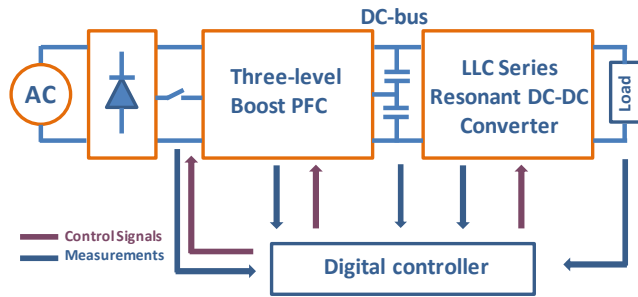 DC-bus
AC
Three-level
Boost PFC
LLC Series
Resonant DC-DC
Converter
Load
Control Signals
Measurements
Digital controller